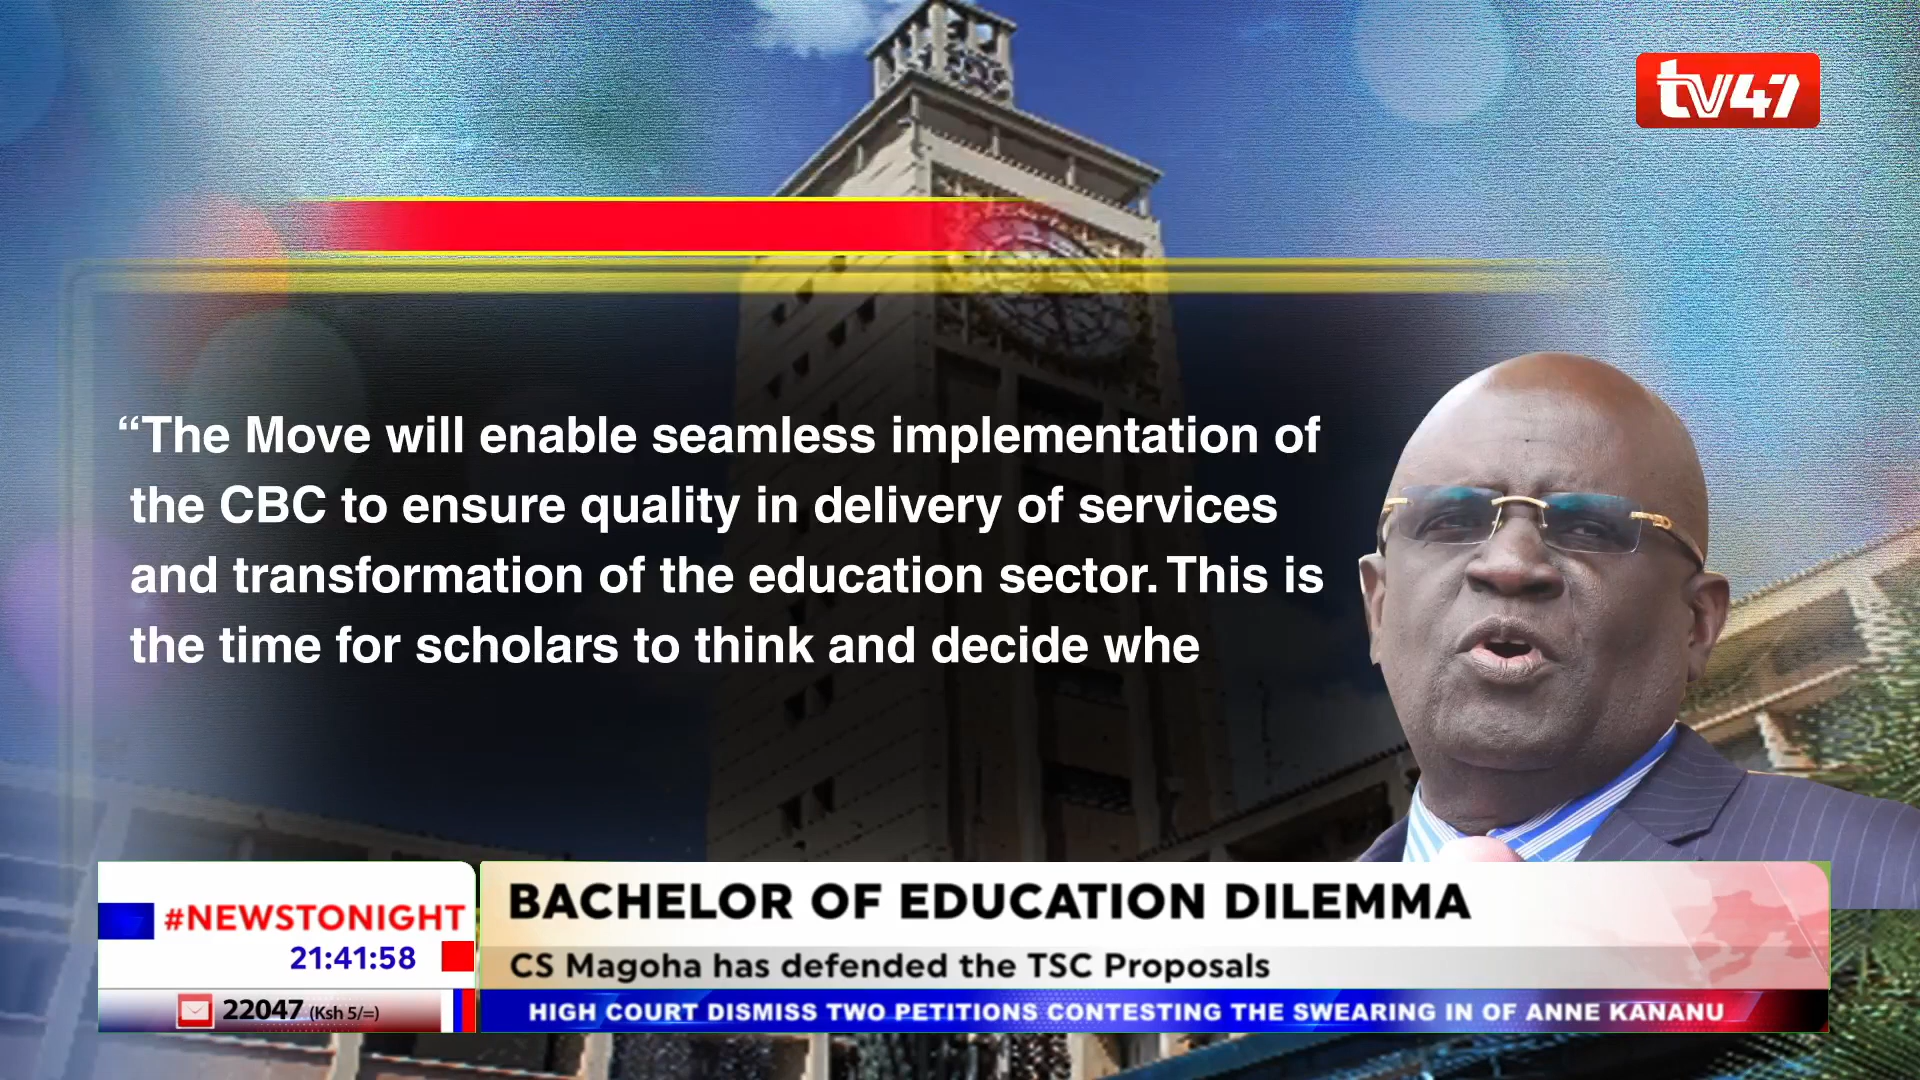 tv47
“The Move will enable seamless implementation of
the CBC to ensure quality in delivery of services
and transformation of the education sector. This is
the time for scholars to think and decide whe
BACHELOR OF EDUCATION DILEMMA
#NEWSTONIGHT
21:41:58
CS Magoha has defended the TSC Proposals
22047 (Ksh 5/=)
HIGH COURT DISMISS TWO PETITIONS CONTESTING THE SWEARING IN OF ANNE KANANU